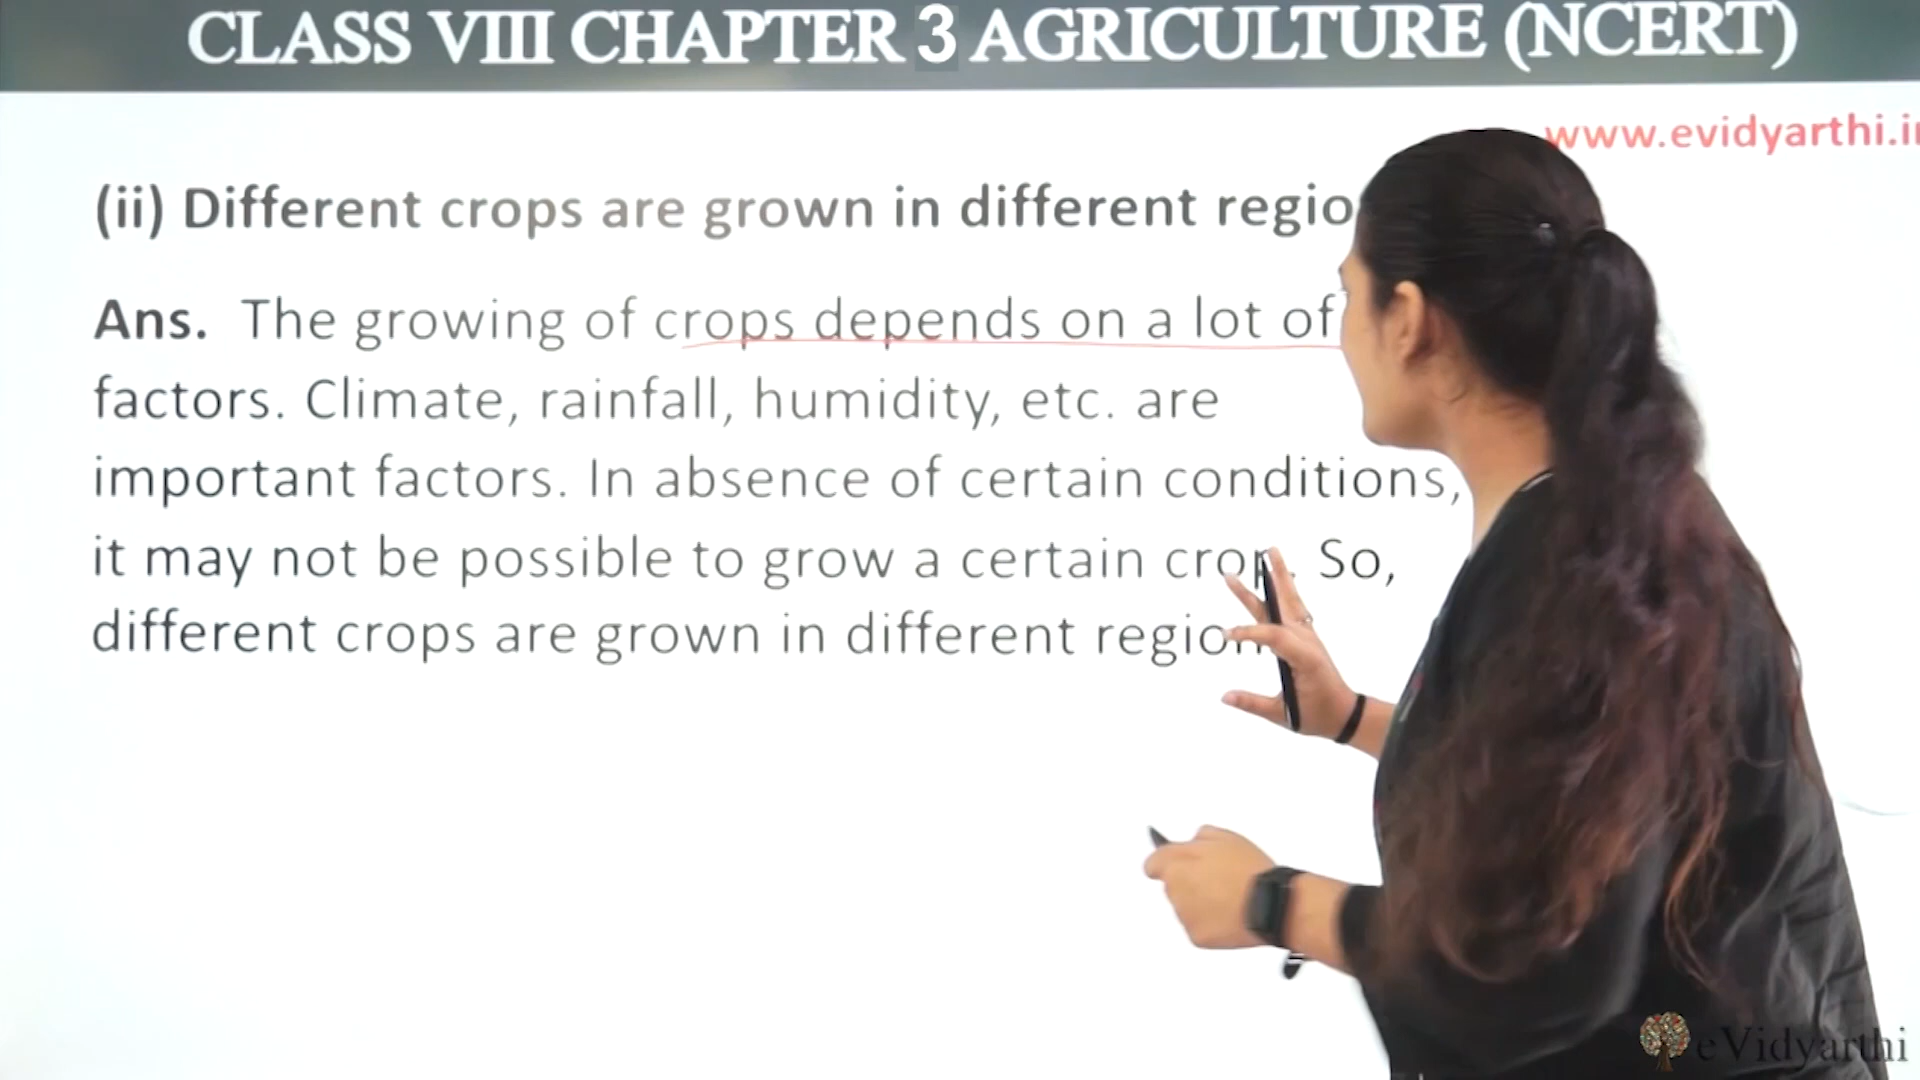 CLASS VIII CHAPTER 3 AGRICULTURE (NCERT)
www.evidyarthi.i
(ii) Different crops are grown in different regio
Ans. The growing of crops depends on a lot of
factors. Climate, rainfall, humidity, etc. are
important factors. In absence of certain conditions,
it may not be possible to grow a certain crop. So,
different crops are grown in different region
eVidyarthi